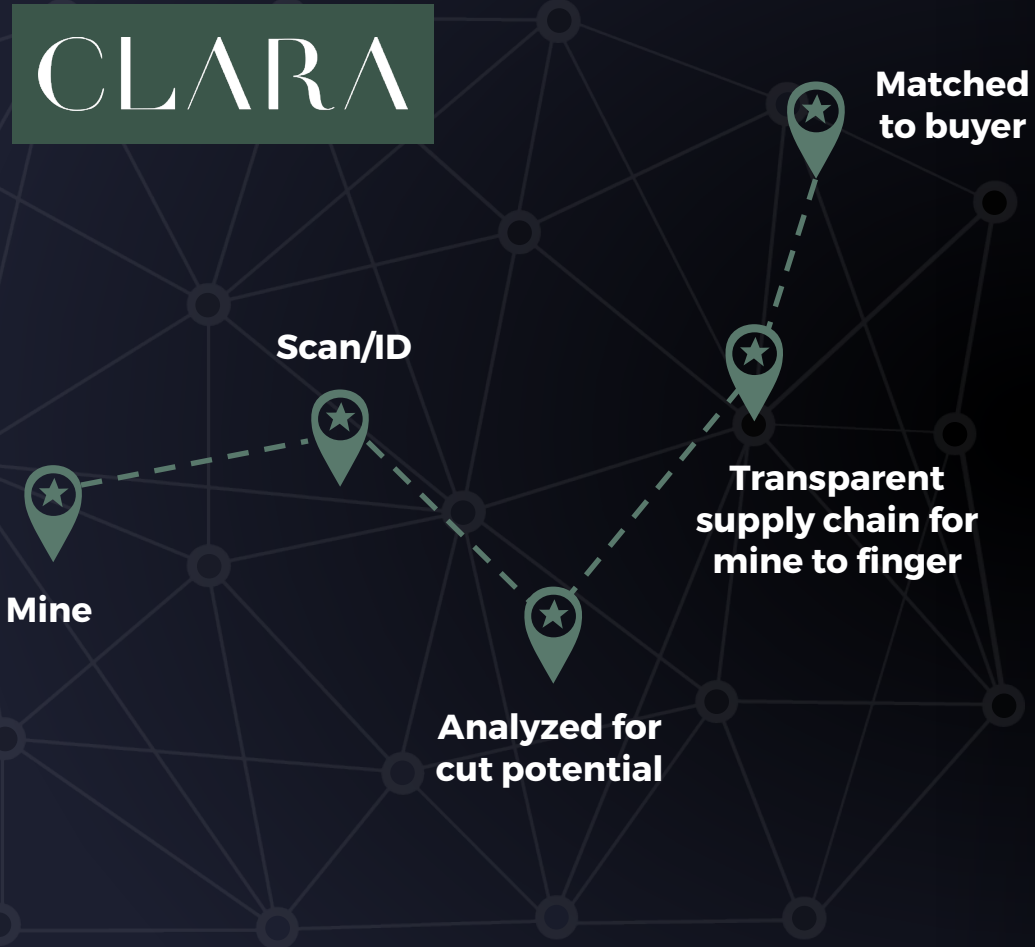 CLARA
Matched
to buyer
Scan/ID
Transparent
supply chain for
mine to finger
Mine
Analyzed for
cut potential